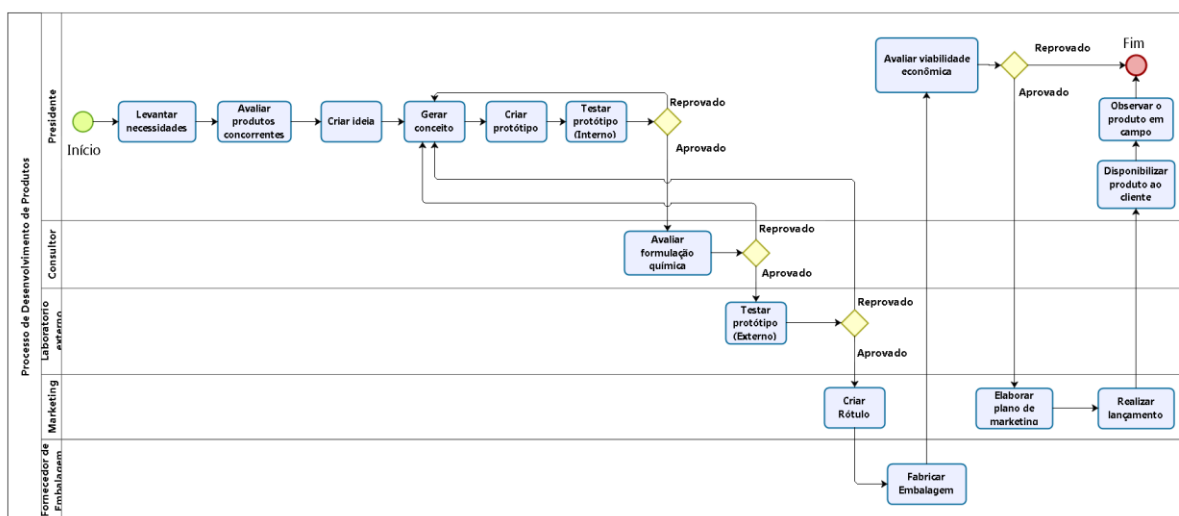 Processo de Desenvolvimento de Produtos
Presidente
Início
Levantar
necessidades
Avaliar
produtos
concorrentes
Criar ideia
Gerar
conceito
Criar
protótipo
Testar
protótipo
(Interno)
Reprovado
Aprovado
Avaliar viabilidade
econômica
Reprovado
Aprovado
Fim
Observar o
produto em
campo
Disponibilizar
produto ao
cliente
Consultor
Avaliar
formulação
química
Reprovado
Aprovado
Laboratorio
externo
Testar
protótipo
(Externo)
Reprovado
Aprovado
Marketing
Criar
Rótulo
Elaborar
plano de
marketing
Realizar
lançamento
Fornecedor de
Embalagem
Fabricar
Embalagem